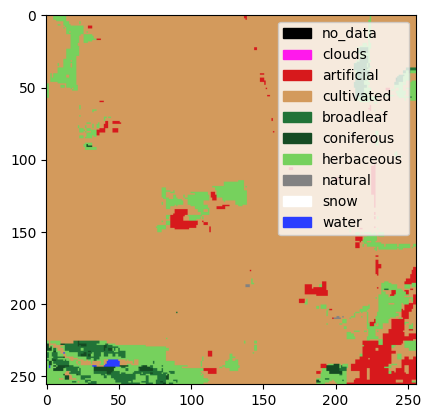 0
50
100
150
200
250
0
50
100
150
200
250
no_data
clouds
artificial
cultivated
broadleaf
coniferous
herbaceous
natural
snow
water